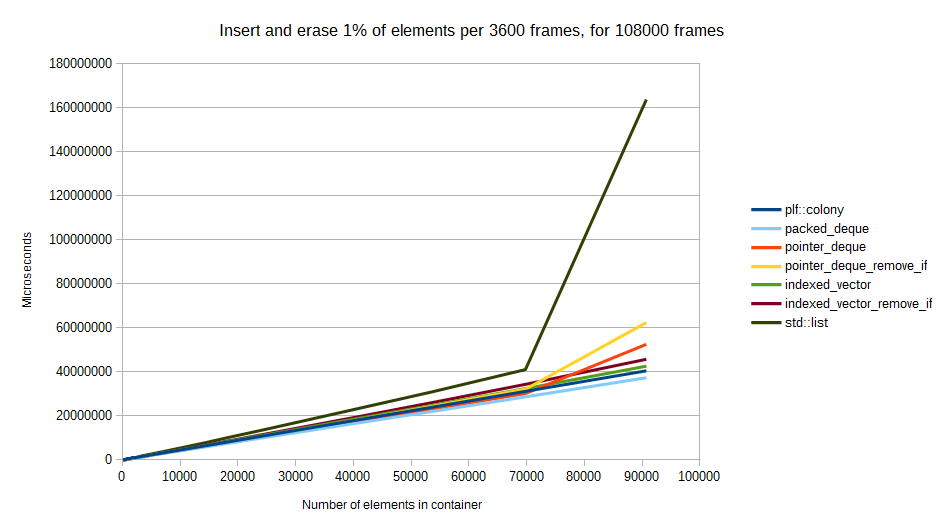 Insert and erase 1% of elements per 3600 frames, for 108000 frames
180000000
160000000
140000000
120000000
100000000
80000000
60000000
40000000
20000000
0
Microseconds
0 10000 20000 30000 40000 50000 60000 70000 80000 90000 100000
Number of elements in container
plf::colony
packed_deque
pointer_deque
pointer_deque_remove_if
indexed_vector
indexed_vector_remove_if
std::list